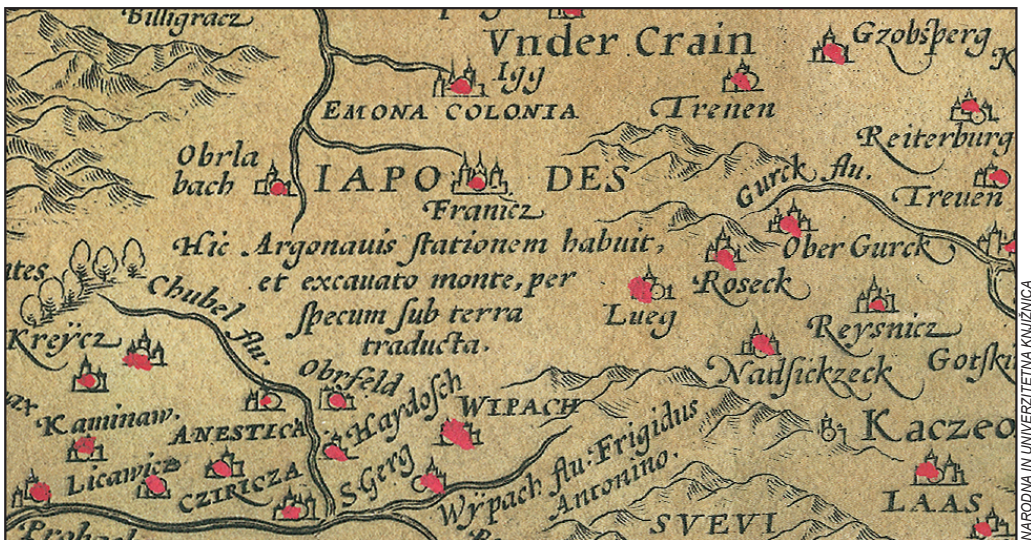 Billigracz
Vnder Crain
Gzobsperg
Igg
EMONA COLONIA
Trenen
Reiterburg
Obrla
bach
IAPO DES
Franicz
Gurck flu.
Treuen
Hic Argonauis stationem habuit,
et excauato monte, per
specum sub terra
traducta.
Ober Gurck
Roseck
Lueg
Chubel flu.
Kreÿcz
Reysnicz
Nadlickzeck
Obrfeld
Haydosch
WIPACH
Kaminaw.
ANESTICA
Kaczeo
Licawicz
CZIRICZA
S. Gerg
Wÿpach flu. Frigidus
Antonino.
LAAS
SVEVI
NARODNA IN UNIVERZITETNA KNJIŽNICA